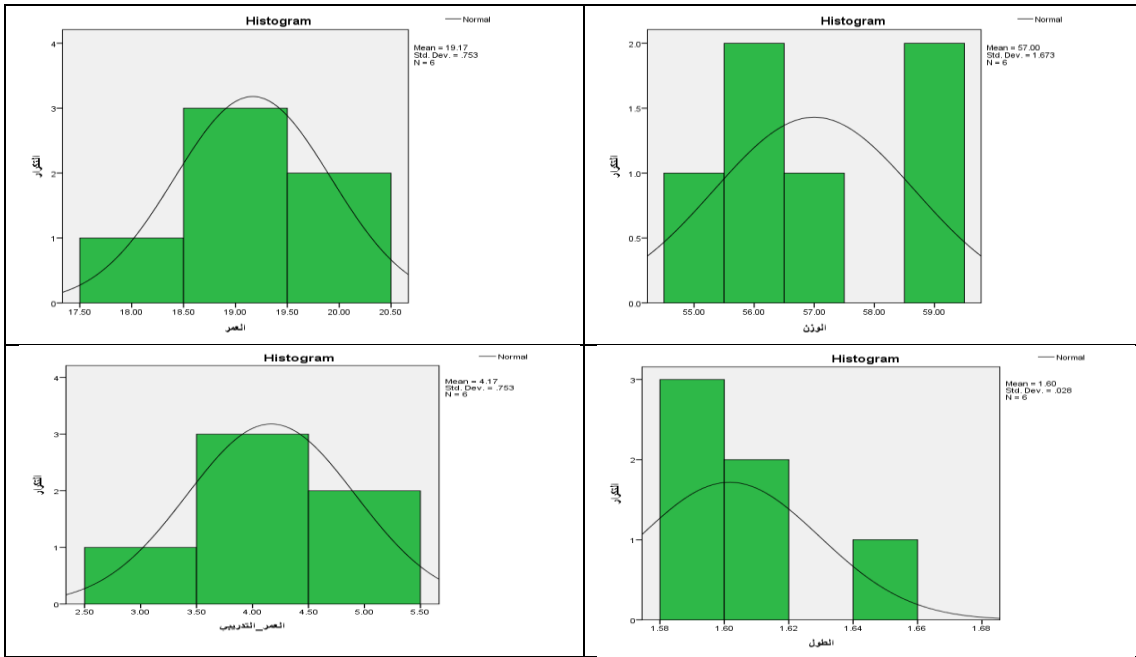 Histogram
Normal
Mean = 19.17
Std. Dev. = .753
N = 6
التكرار
4
3
2
1
0
17.50 18.00 18.50 19.00 19.50 20.00 20.50
العمر
Histogram
Normal
Mean = 57.00
Std. Dev. = 1.673
N = 6
التكرار
2.0
1.5
1.0
0.5
0.0
55.00 56.00 57.00 58.00 59.00
الوزن
Histogram
Normal
Mean = 4.17
Std. Dev. = .753
N = 6
التكرار
4
3
2
1
0
2.50 3.00 3.50 4.00 4.50 5.00 5.50
العمر_التدريبي
Histogram
Normal
Mean = 1.60
Std. Dev. = .028
N = 6
التكرار
3
2
1
0
1.58 1.60 1.62 1.64 1.66 1.68
الطول